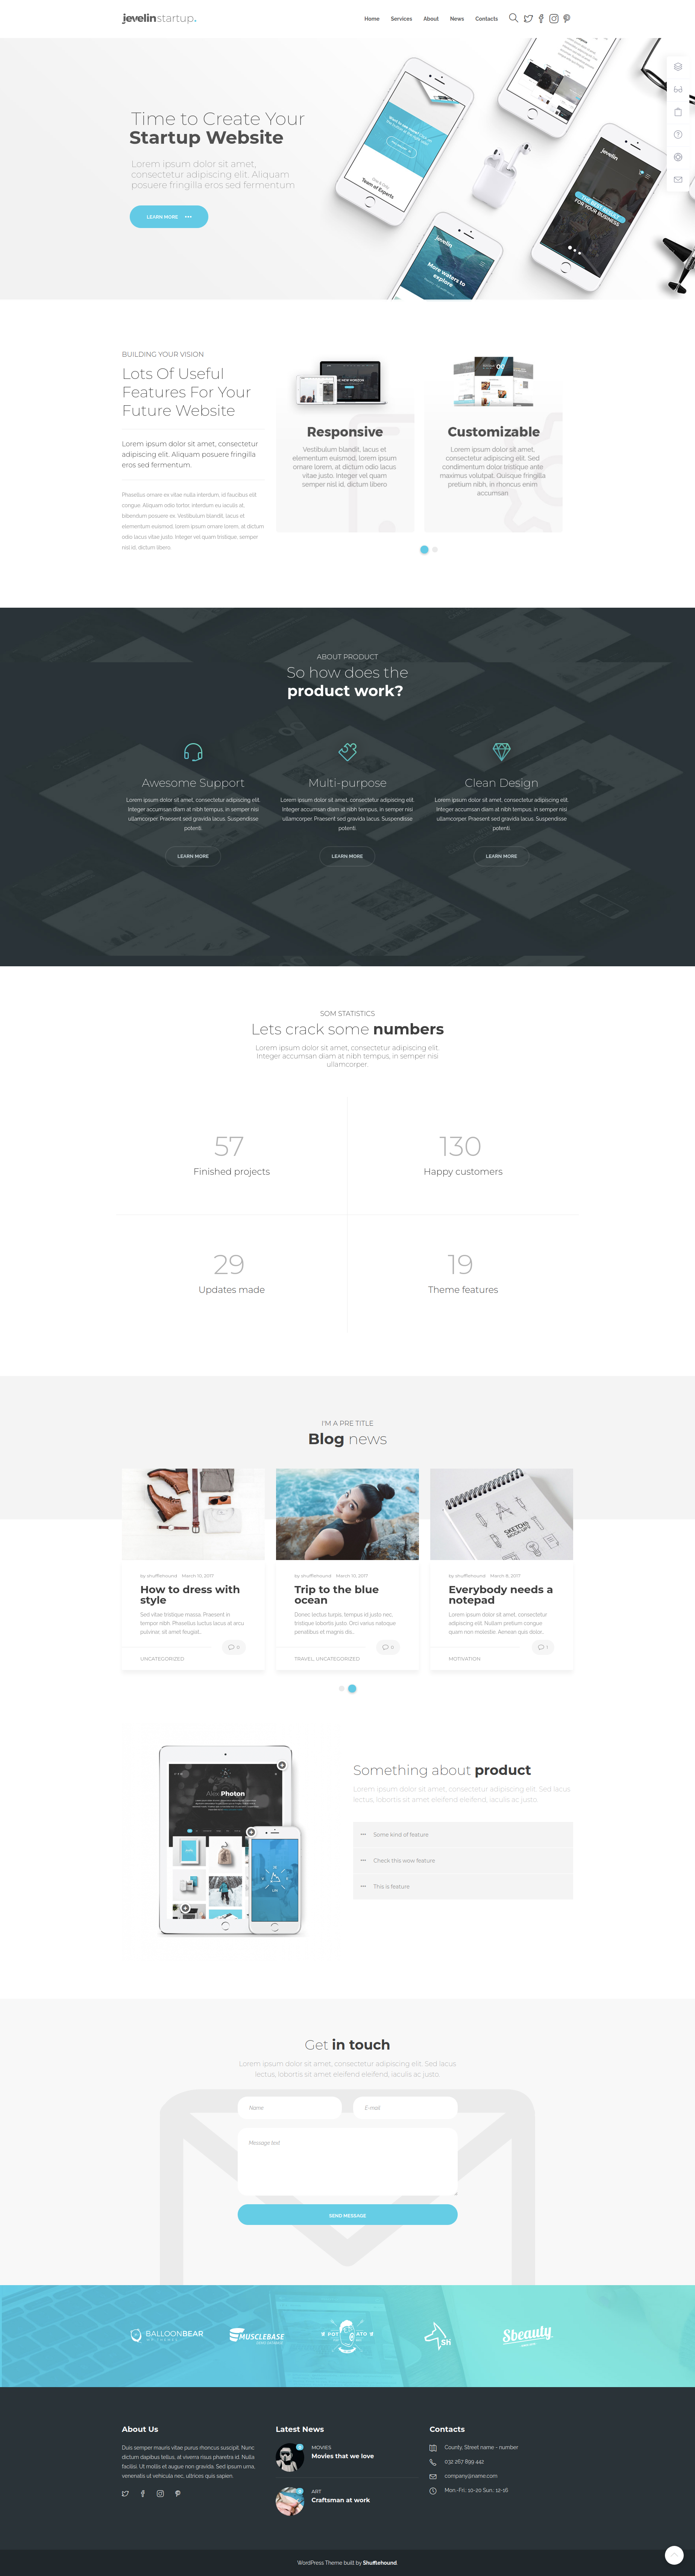 jevelinstartup.
Home
Services
About
News
Contacts
Time to Create Your
Startup Website
Lorem ipsum dolor sit amet,
consectetur adipiscing elit. Aliquam
posuere fringilla eros sed fermentum
LEARN MORE
Team of Experts
jevelin
More waters to
explore
jevelin
THE BEST RESULT
FOR YOUR BUSINESS
BUILDING YOUR VISION
Lots Of Useful
Features For Your
Future Website
Lorem ipsum dolor sit amet, consectetur
adipiscing elit. Aliquam posuere fringilla
eros sed fermentum.
Phasellus ornare ex vitae nulla interdum, id faucibus elit
congue. Aliquam odio tortor, Interdum eu iaculis at,
bibendum posuere ex. Vestibulum blandit, lacus et
elementum euismod, lorem ipsum ornare lorem, at dictum
odio lacus vitae justo. Integer vel quam tristique, semper
nisl id, dictum libero.
Responsive
Vestibulum blandit, lacus et
elementum euismod, lorem ipsum
ornare lorem, at dictum odio lacus
vitae justo. Integer vel quam
semper nisl id, dictum libero
Customizable
Lorem ipsum dolor sit amet,
consectetur adipiscing elit. Sed
condimentum dolor tristique ante
maximus volutpat. Quisque fringilla
pretium nibh, in rhoncus enim
accumsan.
ABOUT PRODUCT
So how does the
product work?
Awesome Support
Lorem ipsum dolor sit amet, consectetur adipiscing elit.
Integer accumsan diam at nibh tempus, in semper nisi
ullamcorper. Praesent sed gravida lacus. Suspendisse
potenti.
LEARN MORE
Multi-purpose
Lorem ipsum dolor sit amet, consectetur adipiscing elit.
Integer accumsan diam at nibh tempus, in semper nisi
ullamcorper. Praesent sed gravida lacus. Suspendisse
potenti.
LEARN MORE
Clean Design
Lorem ipsum dolor sit amet, consectetur adipiscing elit.
Integer accumsan diam at nibh tempus, in semper nisi
ullamcorper. Praesent sed gravida lacus. Suspendisse
potenti.
LEARN MORE
SOM STATISTICS
Lets crack some numbers
Lorem ipsum dolor sit amet, consectetur adipiscing elit.
Integer accumsan diam at nibh tempus, in semper nisi
ullamcorper.
57
Finished projects
130
Happy customers
29
Updates made
19
Theme features
I'M A PRE TITLE
Blog news
by shufflehound March 10, 2017
How to dress with
style
Sed vitae tristique massa. Praesent in
tempor nibh. Phasellus luctus lacus at arcu
pulvinar, sit amet feugiat...
0
UNCATEGORIZED
by shufflehound March 10, 2017
Trip to the blue
ocean
Donec lectus turpis, tempus id justo nec,
tristique lobortis justo. Orci varius natoque
penatibus et magnis dis...
0
TRAVEL, UNCATEGORIZED
SKETCH
MOCK-UPS
by shufflehound March 8, 2017
Everybody needs a
notepad
Lorem ipsum dolor sit amet, consectetur
adipiscing elit. Nullam pretium congue
quam non molestie. Aenean quis dolor...
1
MOTIVATION
Alex Photon
Something about product
Lorem ipsum dolor sit amet, consectetur adipiscing elit. Sed lacus
lectus, lobortis sit amet eleifend eleifend, iaculis ac justo.
Some kind of feature
Check this wow feature
This is feature
Get in touch
Lorem ipsum dolor sit amet, consectetur adipiscing elit. Sed lacus
lectus, lobortis sit amet eleifend eleifend, iaculis ac justo.
Name
E-mail
Message text
SEND MESSAGE
BALLOONBEAR
MUSCLEBASE
POT ATO
SH
Sbeauty
About Us
Duis semper mauris vitae purus rhoncus suscipit. Nunc
dictum dapibus tellus, at viverra risus pharetra id. Nulla
facilisi. Ut mollis et augue non gravida. Sed ipsum urna,
venenatis ut vehicula nec, ultrices quis sapien.
Latest News
MOVIES
Movies that we love
ART
Craftsman at work
Contacts
County, Street name - number
032 267 899 442
company@name.com
Mon.-Fri.: 10-20 Sun.: 12-16
WordPress Theme built by Shufflehound.